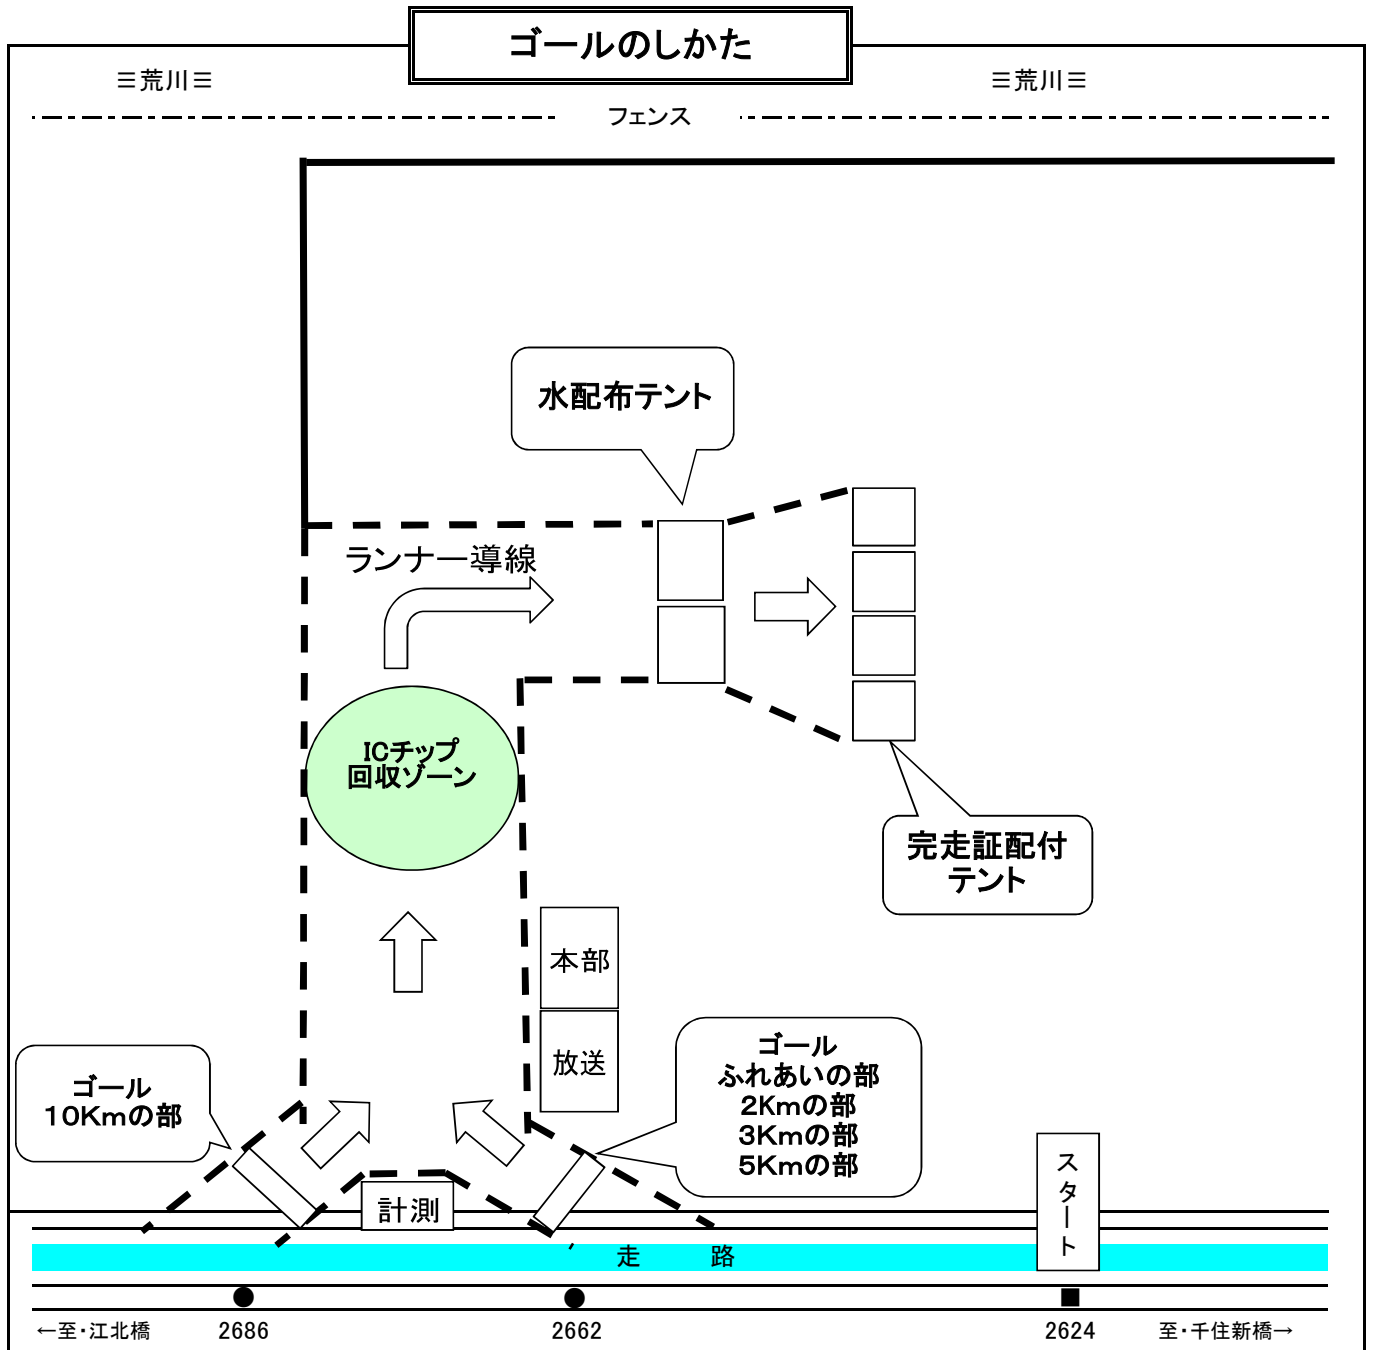 ゴールのしかた
三荒川三
三荒川三
フェンス
水配布テント
ランナー導線
ICチップ
回収ゾーン
完走証配付
テント
本部
放送
ゴール
10Kmの部
ゴール
ふれあいの部
2Kmの部
3Kmの部
5Kmの部
スタート
計測
走　路
←至・江北橋
2686
2662
2624
至・千住新橋→